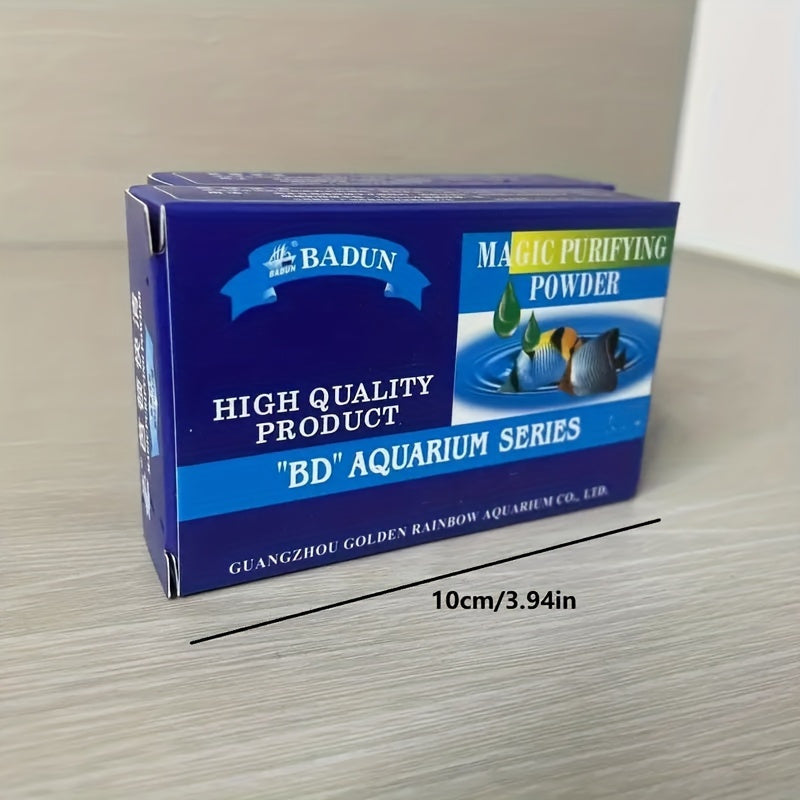 BADUN
BADUN
MAGIC PURIFYING
POWDER
HIGH QUALITY
PRODUCT
"BD" AQUARIUM SERIES
GUANGZHOU GOLDEN RAINBOW AQUARIUM CO., LTD.
10cm/3.94in